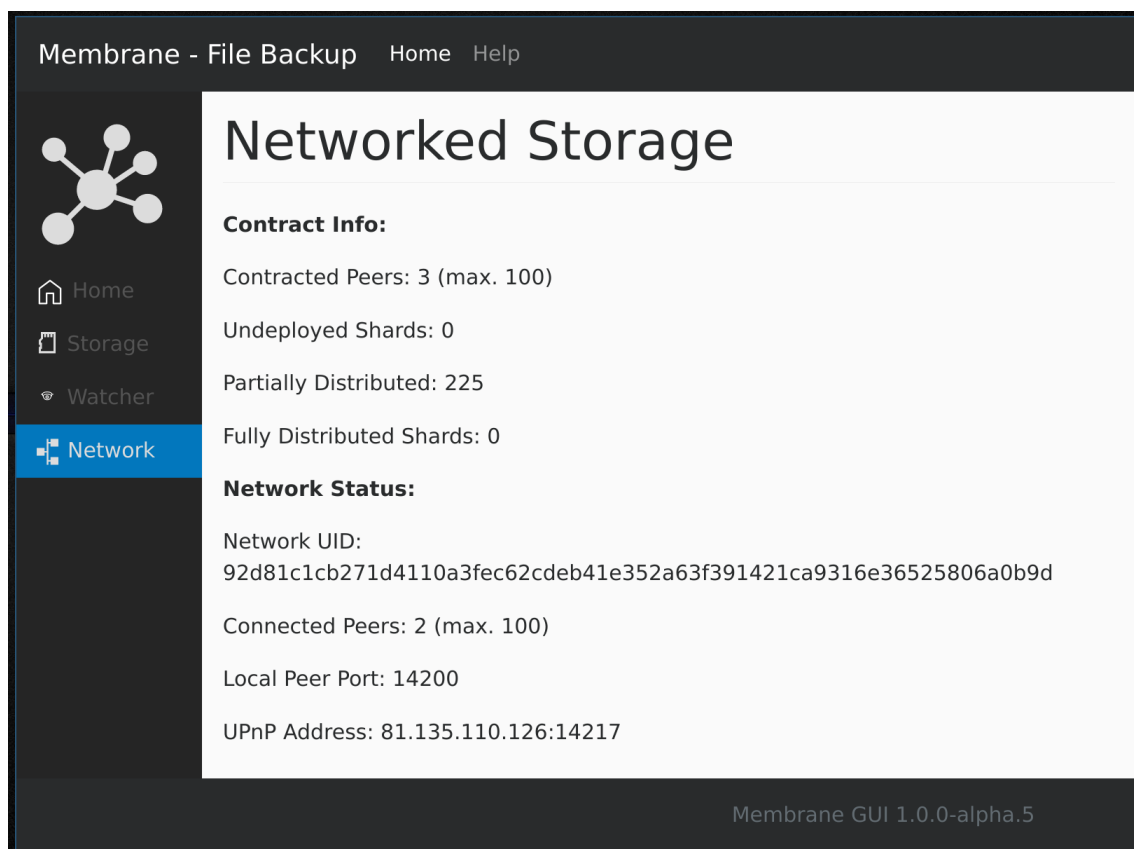 Membrane - File Backup Home Help
Networked Storage
Home
Storage
Watcher
Network
Contract Info:
Contracted Peers: 3 (max. 100)
Undeployed Shards: 0
Partially Distributed: 225
Fully Distributed Shards: 0
Network Status:
Network UID:
92d81c1cb271d4110a3fec62cdeb41e352a63f391421ca9316e36525806a0b9d
Connected Peers: 2 (max. 100)
Local Peer Port: 14200
UPnP Address: 81.135.110.126:14217
Membrane GUI 1.0.0-alpha.5